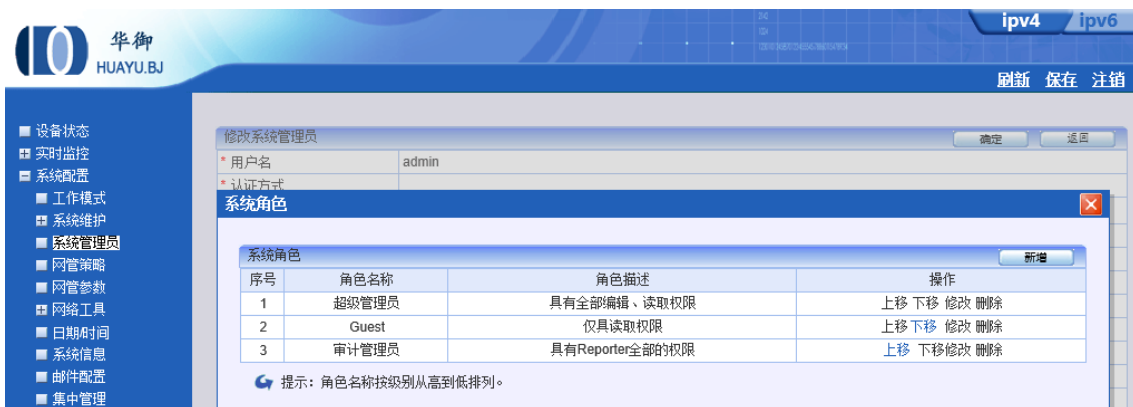 华御
HUAYU.BJ
ipv4 ipv6
刷新 保存 注销
设备状态
实时监控
系统配置
工作模式
系统维护
系统管理员
网管策略
网管参数
网络工具
日期/时间
系统信息
邮件配置
集中管理
修改系统管理员 确定 返回
* 用户名 admin
* 认证方式
系统角色
系统角色 新增
序号 角色名称 角色描述 操作
1 超级管理员 具有全部编辑、读取权限 上移 下移 修改 删除
2 Guest 仅具读取权限 上移 下移 修改 删除
3 审计管理员 具有Reporter全部的权限 上移 下移 修改 删除
提示：角色名称按级别从高到低排列。